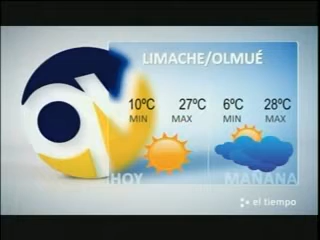 LIMACHE/OLMUÉ
10ºC 27ºC 6ºC 28ºC
MIN MAX MIN MAX
HOY MAÑANA
el tiempo